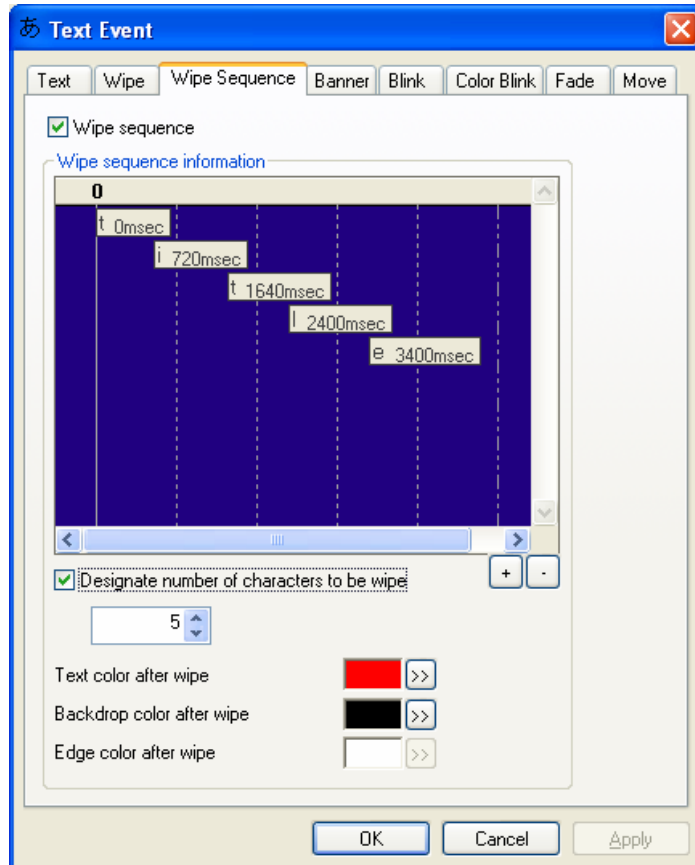 あ Text Event
Text Wipe Wipe Sequence Banner Blink Color Blink Fade Move
Wipe sequence
Wipe sequence information
0
t 0msec
i 720msec
t 1640msec
l 2400msec
e 3400msec
+ -
Designate number of characters to be wipe
5
Text color after wipe >>
Backdrop color after wipe >>
Edge color after wipe >>
OK Cancel Apply